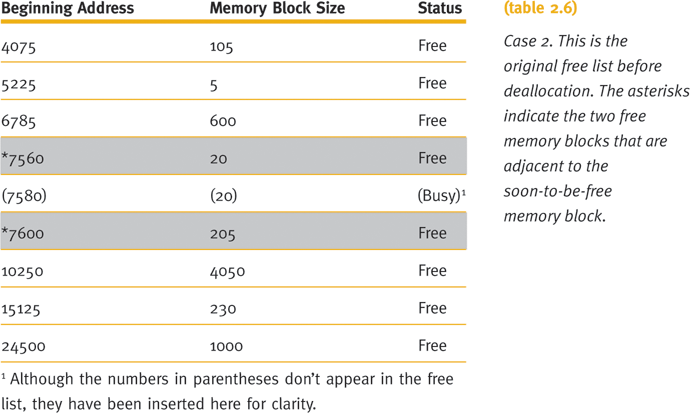 Beginning Address Memory Block Size Status
4075 105 Free
5225 5 Free
6785 600 Free
*7560 20 Free
(7580) (20) (Busy)¹
*7600 205 Free
10250 4050 Free
15125 230 Free
24500 1000 Free
¹ Although the numbers in parentheses don’t appear in the free
list, they have been inserted here for clarity.
(table 2.6)
Case 2. This is the
original free list before
deallocation. The asterisks
indicate the two free
memory blocks that are
adjacent to the
soon-to-be-free
memory block.